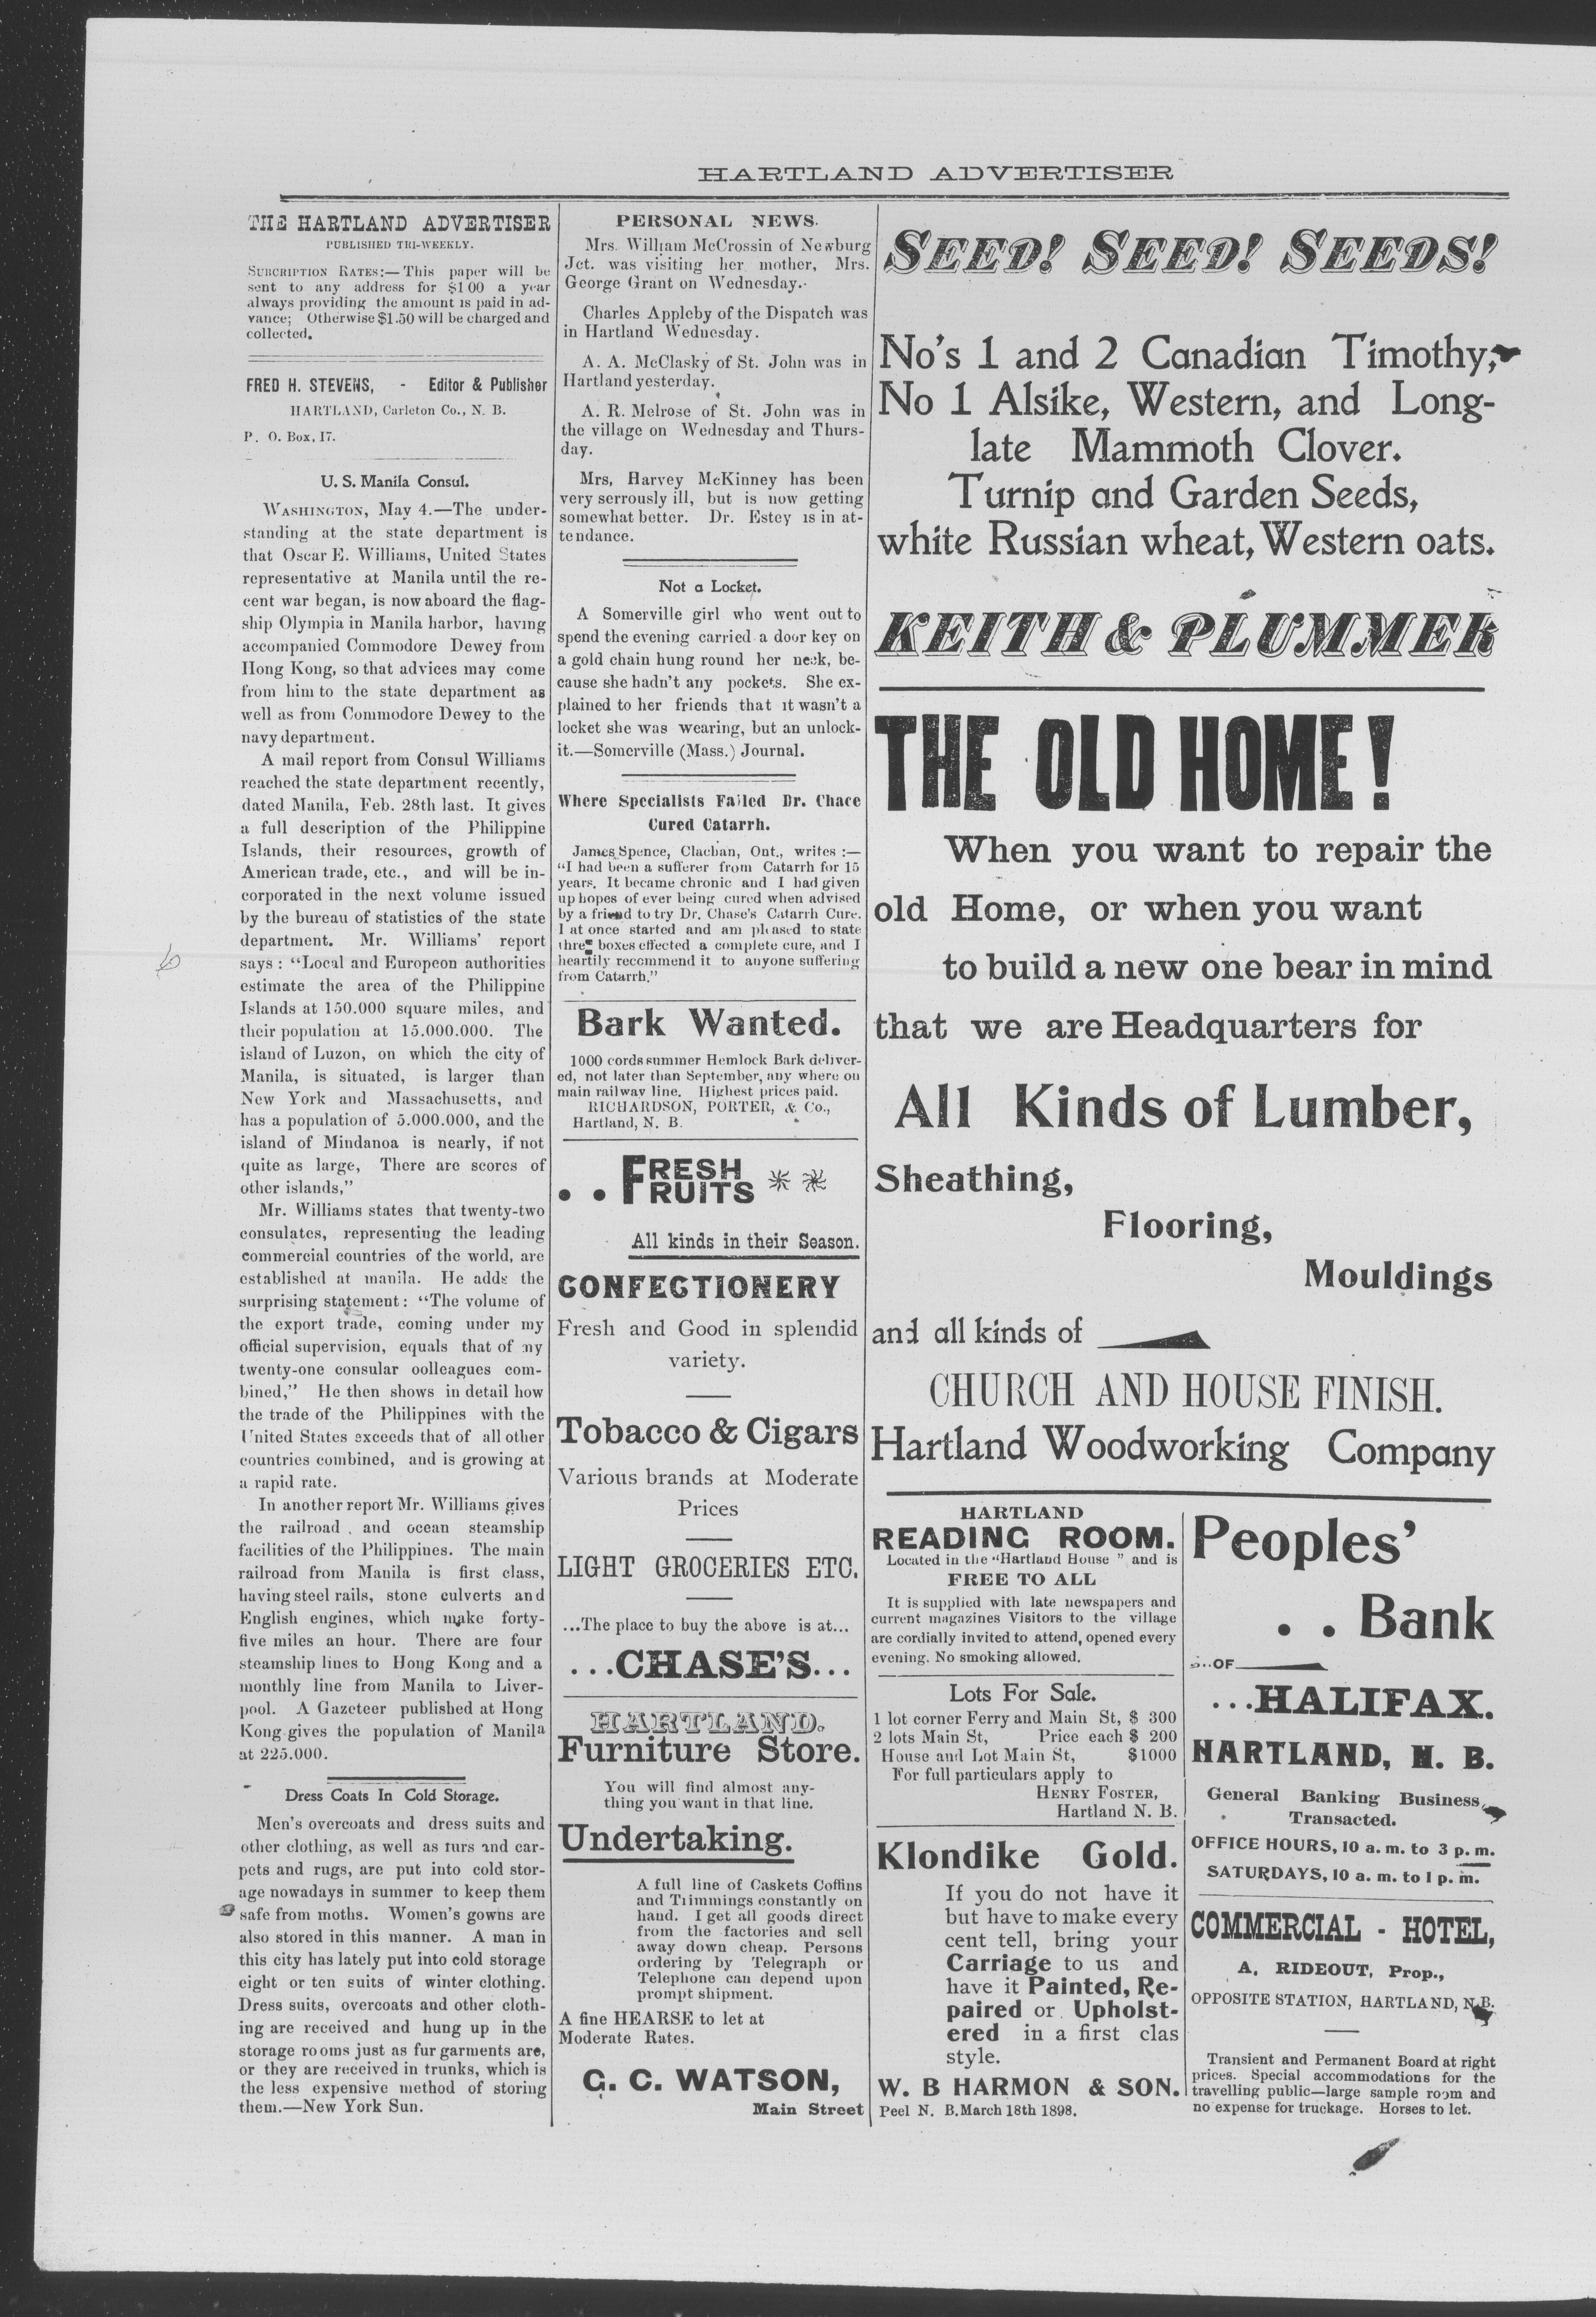 HARTLAND ADVERTISER
THE HARTLAND ADVERTISER
PUBLISHED TRI-WEEKLY.
SUBCRIPTION RATES:—This paper will be
sent to any address for $1 00 a year
always providing the amount is paid in ad-
vance; Otherwise $1.50 will be charged and
collected.
FRED H. STEVENS, - Editor & Publisher
HARTLAND, Carleton Co., N. B.
P. O. Box, 17.
U. S. Manila Consul.
WASHINGTON, May 4.—The under-
standing at the state department is
that Oscar E. Williams, United States
representative at Manila until the re-
cent war began, is now aboard the flag-
ship Olympia in Manila harbor, having
accompanied Commodore Dewey from
Hong Kong, so that advices may come
from him to the state department as
well as from Commodore Dewey to the
navy department.
A mail report from Consul Williams
reached the state department recently,
dated Manila, Feb. 28th last. It gives
a full description of the Philippine
Islands, their resources, growth of
American trade, etc., and will be in-
corporated in the next volume issued
by the bureau of statistics of the state
department. Mr. Williams' report
says : "Local and Europeon authorities
estimate the area of the Philippine
Islands at 150.000 square miles, and
their population at 15.000.000. The
island of Luzon, on which the city of
Manila, is situated, is larger than
New York and Massachusetts, and
has a population of 5.000.000, and the
island of Mindanoa is nearly, if not
quite as large, There are scores of
other islands,"
Mr. Williams states that twenty-two
consulates, representing the leading
commercial countries of the world, are
established at manila. He adds the
surprising statement: "The volume of
the export trade, coming under my
official supervision, equals that of my
twenty-one consular oolleagues com-
bined," He then shows in detail how
the trade of the Philippines with the
United States exceeds that of all other
countries combined, and is growing at
a rapid rate.
In another report Mr. Williams gives
the railroad , and ocean steamship
facilities of the Philippines. The main
railroad from Manila is first class,
having steel rails, stone culverts and
English engines, which make forty-
five miles an hour. There are four
steamship lines to Hong Kong and a
monthly line from Manila to Liver-
pool. A Gazeteer published at Hong
Kong gives the population of Manila
at 225.000.
Dress Coats In Cold Storage.
Men's overcoats and dress suits and
other clothing, as well as furs and car-
pets and rugs, are put into cold stor-
age nowadays in summer to keep them
safe from moths. Women's gowns are
also stored in this manner. A man in
this city has lately put into cold storage
eight or ten suits of winter clothing.
Dress suits, overcoats and other cloth-
ing are received and hung up in the
storage rooms just as fur garments are,
or they are received in trunks, which is
the less expensive method of storing
them.—New York Sun.
PERSONAL NEWS.
Mrs. William McCrossin of Newburg
Jct. was visiting her mother, Mrs.
George Grant on Wednesday.
Charles Appleby of the Dispatch was
in Hartland Wednesday.
A. A. McClasky of St. John was in
Hartland yesterday.
A. R. Melrose of St. John was in
the village on Wednesday and Thurs-
day.
Mrs, Harvey McKinney has been
very serrously ill, but is now getting
somewhat better. Dr. Estey is in at-
tendance.
Not a Locket.
A Somerville girl who went out to
spend the evening carried a door key on
a gold chain hung round her neck, be-
cause she hadn't any pockets. She ex-
plained to her friends that it wasn't a
locket she was wearing, but an unlock-
it.—Somerville (Mass.) Journal.
Where Specialists Failed Dr. Chace
Cured Catarrh.
James Spence, Clachan, Ont., writes :—
"I had been a sufferer from Catarrh for 15
years. It became chronic and I had given
up hopes of ever being cured when advised
by a friend to try Dr. Chase's Catarrh Cure.
I at once started and am pleased to state
three boxes effected a complete cure, and I
heartily recommend it to anyone suffering
from Catarrh."
Bark Wanted.
1000 cords summer Hemlock Bark deliver-
ed, not later than September, any where on
main railway line. Highest prices paid.
RICHARDSON, PORTER, & Co.,
Hartland, N. B.
. . FRESH
FRUITS
All kinds in their Season.
CONFECTIONERY
Fresh and Good in splendid
variety.
Tobacco & Cigars
Various brands at Moderate
Prices
LIGHT GROCERIES ETC.
...The place to buy the above is at...
...CHASE'S...
HARTLAND.
Furniture Store.
You will find almost any-
thing you want in that line.
Undertaking.
A full line of Caskets Coffins
and Trimmings constantly on
hand. I get all goods direct
from the factories and sell
away down cheap. Persons
ordering by Telegraph or
Telephone can depend upon
prompt shipment.
A fine HEARSE to let at
Moderate Rates.
G. C. WATSON,
Main Street
SEED! SEED! SEEDS!
No's 1 and 2 Canadian Timothy,
No 1 Alsike, Western, and Long-
late Mammoth Clover.
Turnip and Garden Seeds,
white Russian wheat, Western oats.
KEITH & PLUMMER
THE OLD HOME!
When you want to repair the
old Home, or when you want
to build a new one bear in mind
that we are Headquarters for
All Kinds of Lumber,
Sheathing,
Flooring,
Mouldings
and all kinds of
CHURCH AND HOUSE FINISH.
Hartland Woodworking Company
HARTLAND
READING ROOM.
Located in the "Hartland House " and is
FREE TO ALL
It is supplied with late newspapers and
current magazines Visitors to the village
are cordially invited to attend, opened every
evening. No smoking allowed.
Lots For Sale.
1 lot corner Ferry and Main St, $ 300
2 lots Main St, Price each $ 200
House and Lot Main St, $1000
For full particulars apply to
HENRY FOSTER,
Hartland N. B.
Klondike Gold.
If you do not have it
but have to make every
cent tell, bring your
Carriage to us and
have it Painted, Re-
paired or Upholst-
ered in a first clas
style.
W. B HARMON & SON.
Peel N. B. March 18th 1898.
Peoples'
. . Bank
..OF
...HALIFAX.
HARTLAND, N. B.
General Banking Business,
Transacted.
OFFICE HOURS, 10 a. m. to 3 p. m.
SATURDAYS, 10 a. m. to 1 p. m.
COMMERCIAL - HOTEL,
A. RIDEOUT, Prop.,
OPPOSITE STATION, HARTLAND, N.B.
Transient and Permanent Board at right
prices. Special accommodations for the
travelling public—large sample room and
no expense for truckage. Horses to let.